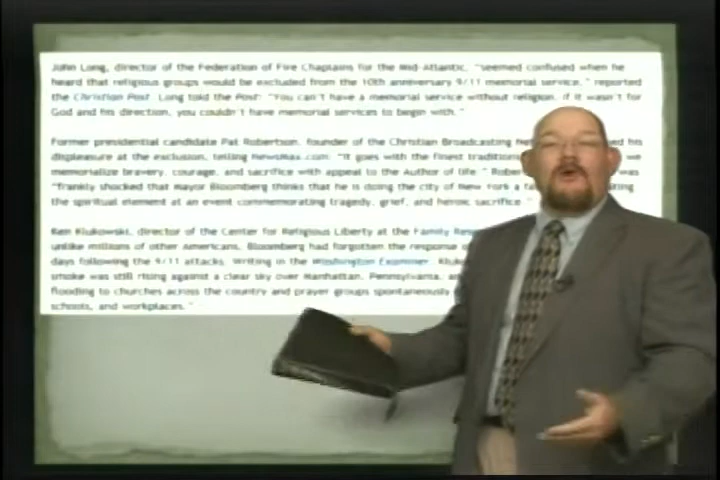 John Long, director of the Federation of Fire Chaplains for the Mid-Atlantic, "seemed confused when he
heard that religious groups would be excluded from the 10th anniversary 9/11 memorial service," reported
the Christian Post. Long told the Post: "You can't have a memorial service without religion. If it wasn't for
God and his direction, you couldn't have memorial services to begin with."
Former presidential candidate Pat Robertson, founder of the Christian Broadcasting his
displeasure at the exclusion, telling Newsmax.com: "It goes with the finest we
memorialize bravery, courage, and sacrifice with appeal to the Author of life." was
"frankly shocked that mayor Bloomberg thinks that he is doing the city of New York a
the spiritual element at an event commemorating tragedy, grief, and heroic sacrifice."
Ken Klukowski, director of the Center for Religious Liberty at the Family
unlike millions of other Americans, Bloomberg had forgotten the response
days following the 9/11 attacks. Writing in the Washington Examiner,
smoke was still rising against a clear sky over Manhattan, Pennsylvania,
flooding to churches across the country and prayer groups spontaneously
schools, and workplaces."